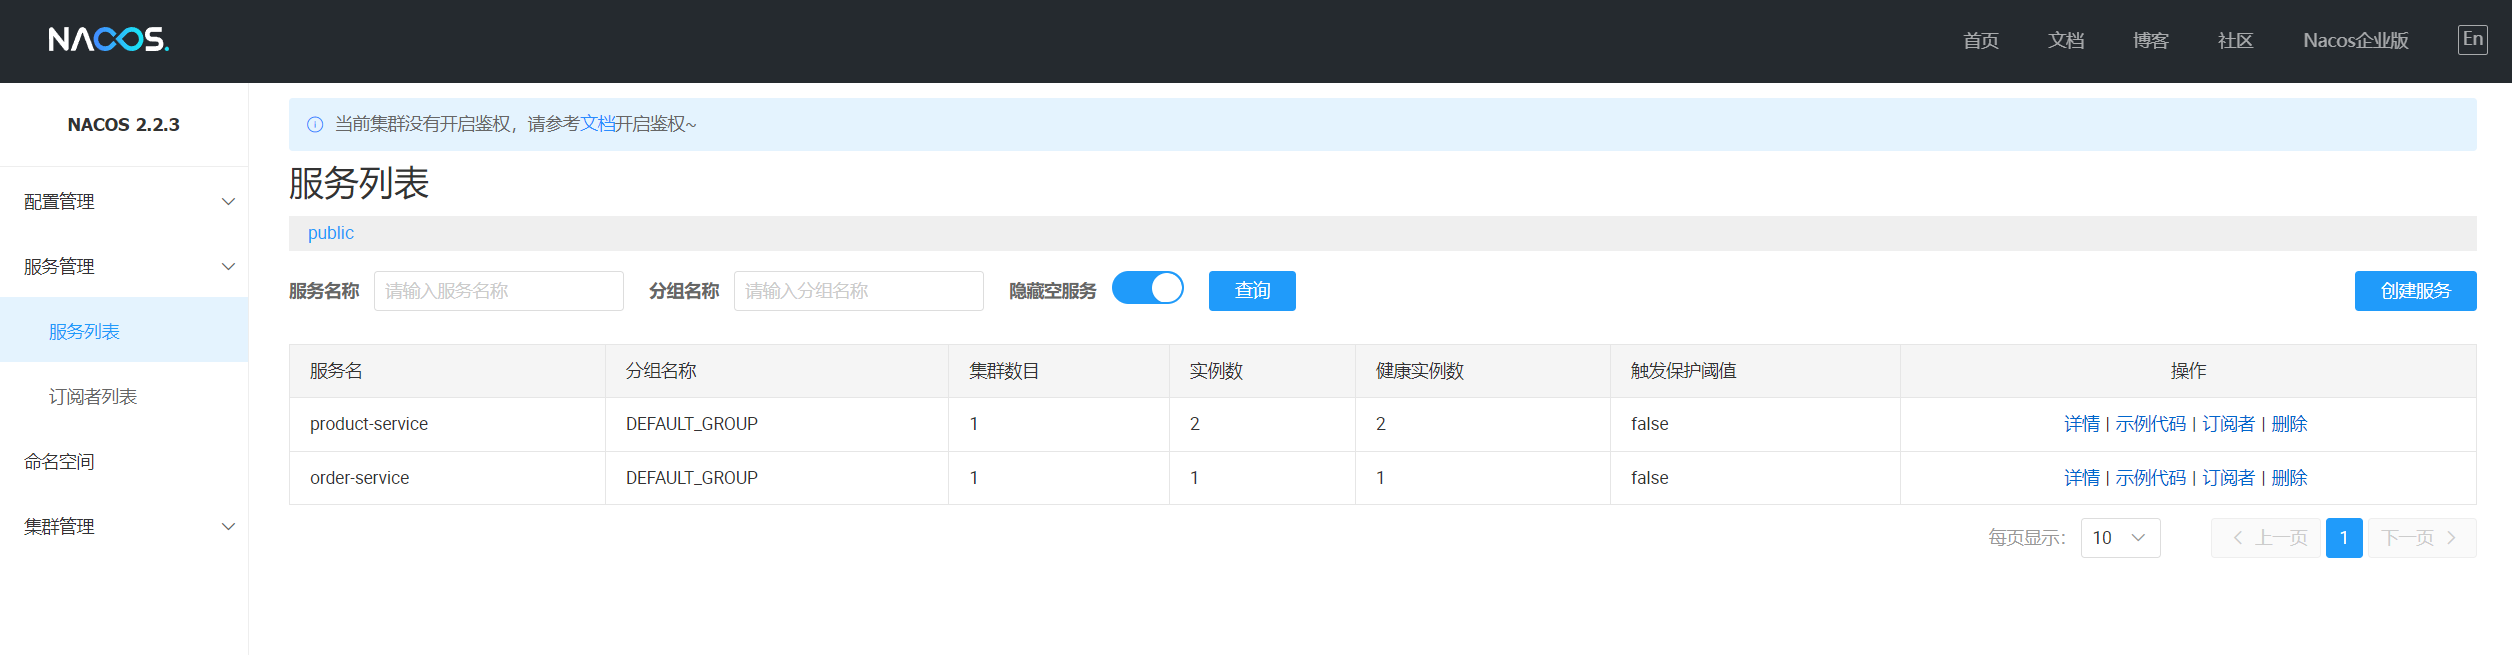 NACOS.
首页 文档 博客 社区 Nacos企业版 En
NACOS 2.2.3
配置管理
服务管理
服务列表
订阅者列表
命名空间
集群管理
当前集群没有开启鉴权，请参考文档开启鉴权~
服务列表
public
服务名称 请输入服务名称 分组名称 请输入分组名称 隐藏空服务 查询 创建服务
服务名 分组名称 集群数目 实例数 健康实例数 触发保护阈值 操作
product-service DEFAULT_GROUP 1 2 2 false 详情 | 示例代码 | 订阅者 | 删除
order-service DEFAULT_GROUP 1 1 1 false 详情 | 示例代码 | 订阅者 | 删除
每页显示: 10 上一页 1 下一页